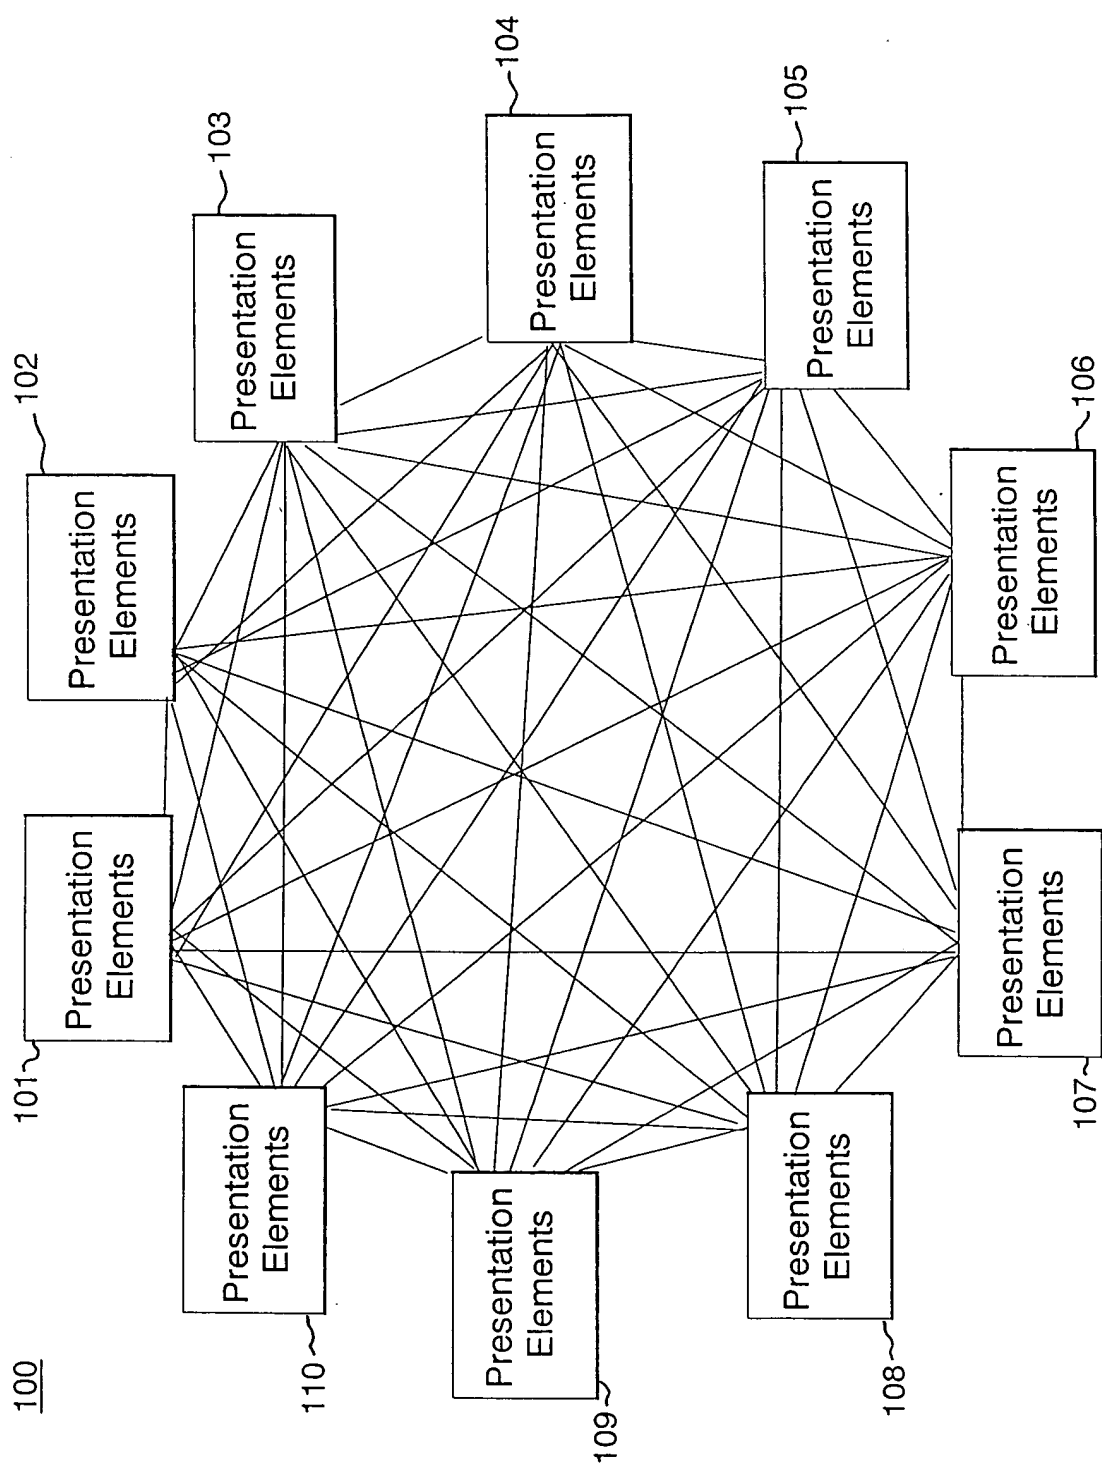 100
101
Presentation
Elements
102
Presentation
Elements
103
Presentation
Elements
104
Presentation
Elements
105
Presentation
Elements
106
Presentation
Elements
107
Presentation
Elements
108
Presentation
Elements
109
Presentation
Elements
110
Presentation
Elements